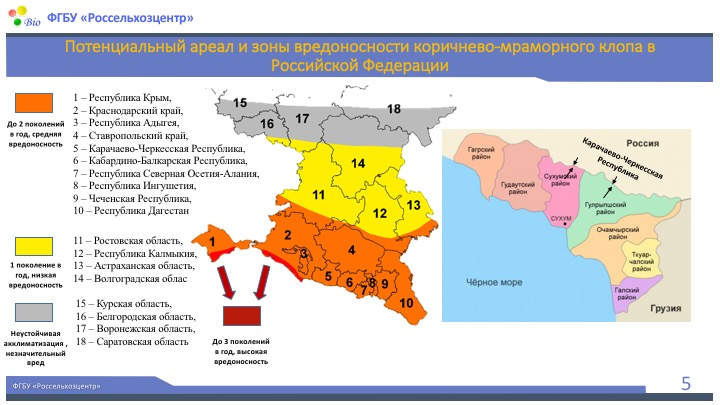 Bio
ФГБУ «Россельхозцентр»
Потенциальный ареал и зоны вредоносности коричнево-мраморного клопа в
Российской Федерации
До 2 поколений
в год, средняя
вредоносность
1 – Республика Крым,
2 – Краснодарский край,
3 – Республика Адыгея,
4 – Ставропольский край,
5 – Карачаево-Черкесская Республика,
6 – Кабардино-Балкарская Республика,
7 – Республика Северная Осетия-Алания,
8 – Республика Ингушетия,
9 – Чеченская Республика,
10 – Республика Дагестан
1 поколение в
год, низкая
вредоносность
11 – Ростовская область,
12 – Республика Калмыкия,
13 – Астраханская область,
14 – Волгоградская облас
Неустойчивая
акклиматизация ,
незначительный
вред
15 – Курская область,
16 – Белгородская область,
17 – Воронежская область,
18 – Саратовская область
15
16
17
18
14
11
12
13
1
2
3
4
5
6
7
8
9
10
До 3 поколений
в год, высокая
вредоносность
Россия
Карачаево-Черкесская
Республика
Гагрский
район
Гудаутский
район
Сухумский
район
СУХУМ
Гулрыпшский
район
Очамчырский
район
Ткуар-
чалский
район
Галский
район
Чёрное море
Грузия
ФГБУ «Россельхозцентр»
5